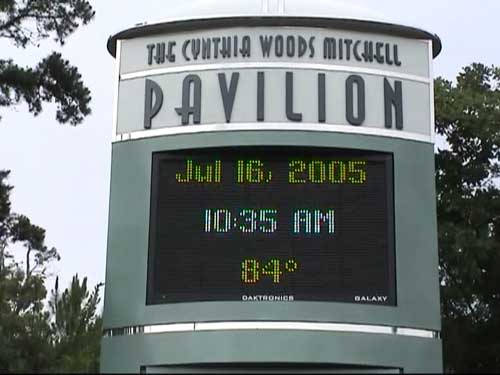 THE CYNTHIA WOODS MITCHELL
PAVILION
Jul 16, 2005
10:35 AM
84°
DAKTRONICS GALAXY